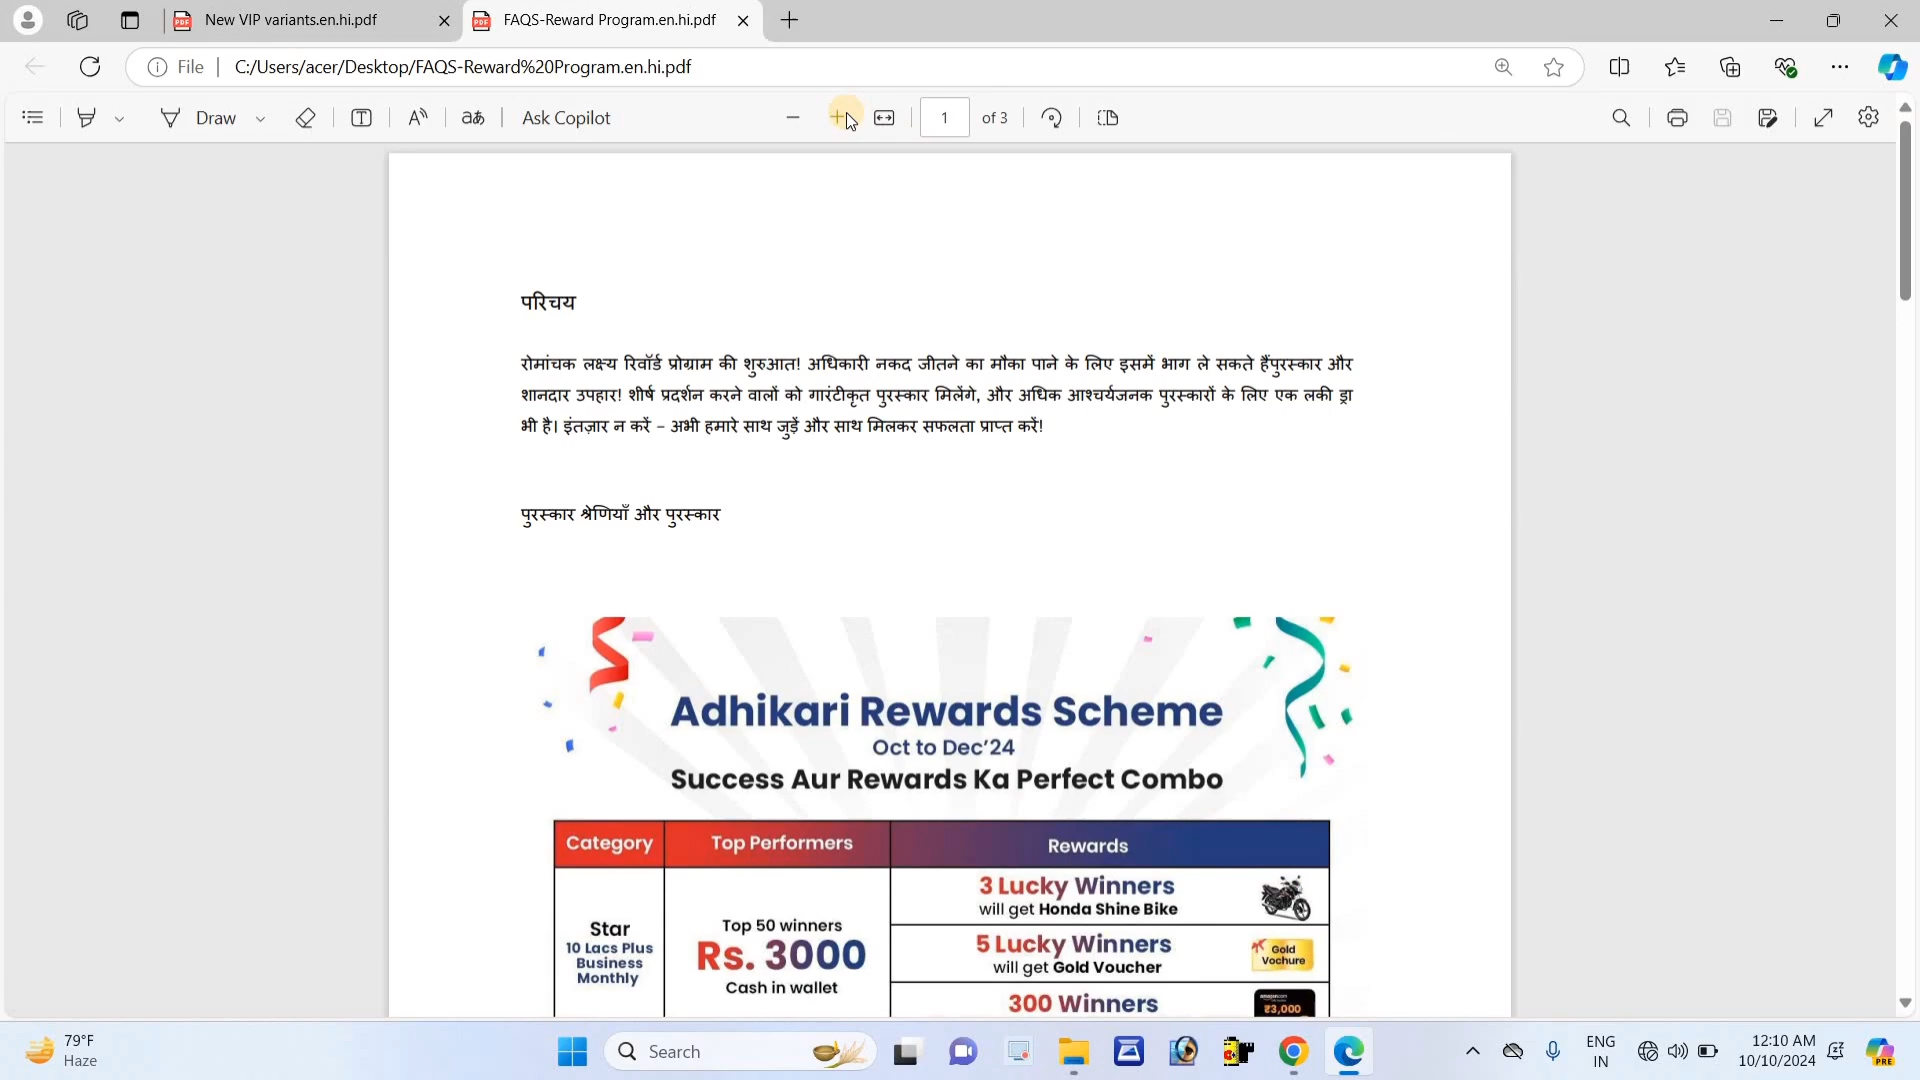 New VIP variants.en.hi.pdf
FAQS-Reward Program.en.hi.pdf
File
C:/Users/acer/Desktop/FAQS-Reward%20Program.en.hi.pdf
Draw
aあ
Ask Copilot
1
of 3
परिचय
रोमांचक लक्ष्य रिवॉर्ड प्रोग्राम की शुरुआत! अधिकारी नकद जीतने का मौका पाने के लिए इसमें भाग ले सकते हैंपुरस्कार और
शानदार उपहार! शीर्ष प्रदर्शन करने वालों को गारंटीकृत पुरस्कार मिलेंगे, और अधिक आश्चर्यजनक पुरस्कारों के लिए एक लकी ड्रा
भी है। इंतज़ार न करें – अभी हमारे साथ जुड़ें और साथ मिलकर सफलता प्राप्त करें!
पुरस्कार श्रेणियाँ और पुरस्कार
Adhikari Rewards Scheme
Oct to Dec'24
Success Aur Rewards Ka Perfect Combo
Category
Top Performers
Rewards
Star
10 Lacs Plus
Business
Monthly
Top 50 winners
Rs. 3000
Cash in wallet
3 Lucky Winners
will get Honda Shine Bike
5 Lucky Winners
will get Gold Voucher
Gold
Vochure
300 Winners
₹3,000
79°F
Haze
Search
ENG
IN
12:10 AM
10/10/2024
PRE